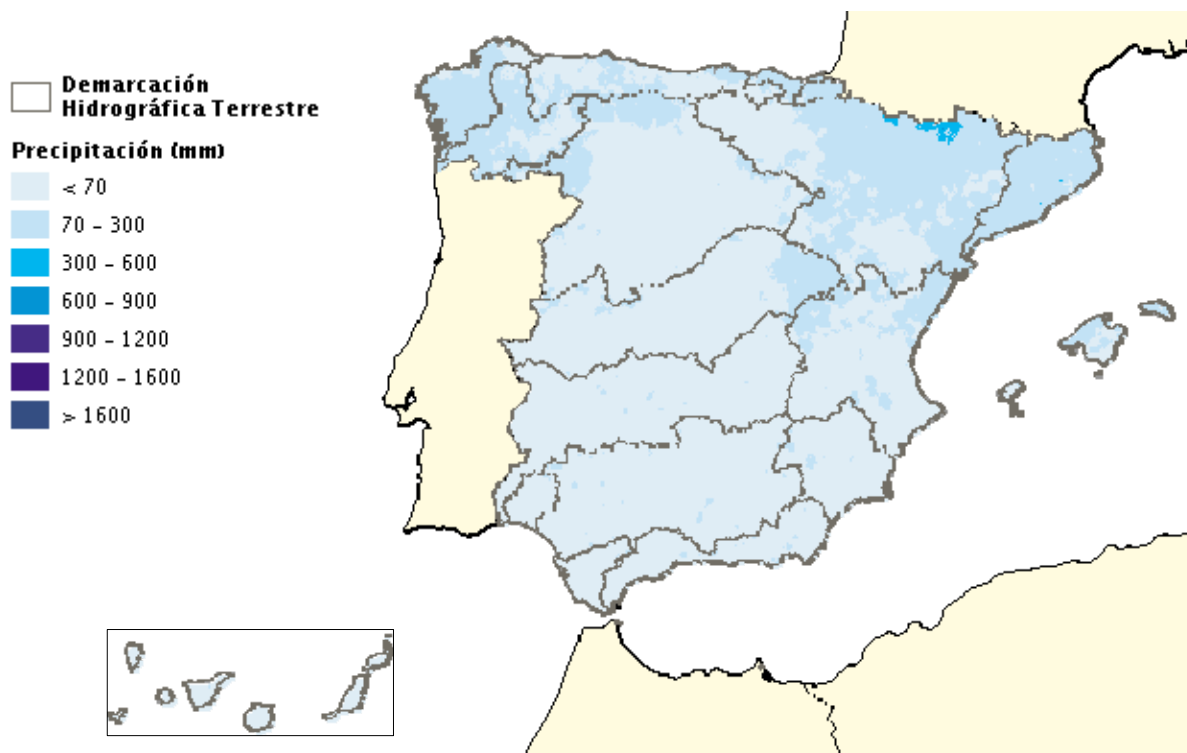 Demarcación
Hidrográfica Terrestre
Precipitación (mm)
< 70
70 - 300
300 - 600
600 - 900
900 - 1200
1200 - 1600
> 1600